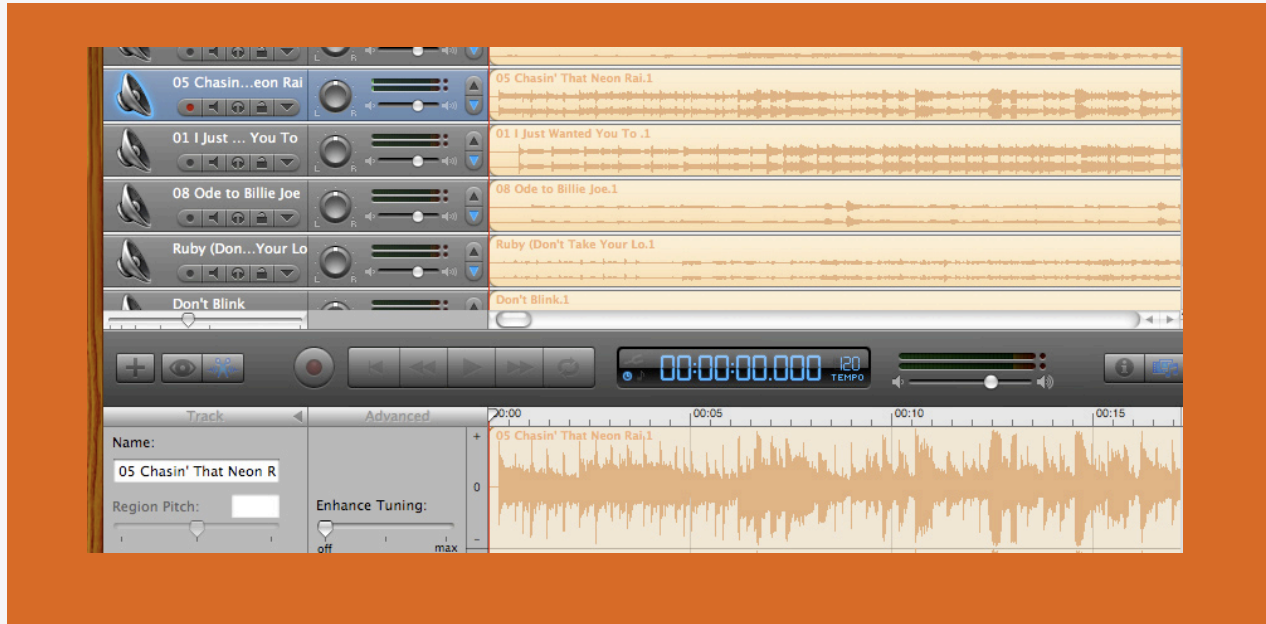 L R
05 Chasin...eon Rai
05 Chasin' That Neon Rai.1
L R
01 I Just ... You To
01 I Just Wanted You To .1
L R
08 Ode to Billie Joe
08 Ode to Billie Joe.1
L R
Ruby (Don...Your Lo
Ruby (Don't Take Your Lo.1
L R
Don't Blink
Don't Blink.1
00:00:00.000 120
TEMPO
Track Advanced 00:00 00:05 00:10 00:15
Name: + 05 Chasin' That Neon Rai.1
05 Chasin' That Neon R
0
Region Pitch: Enhance Tuning:
off max -